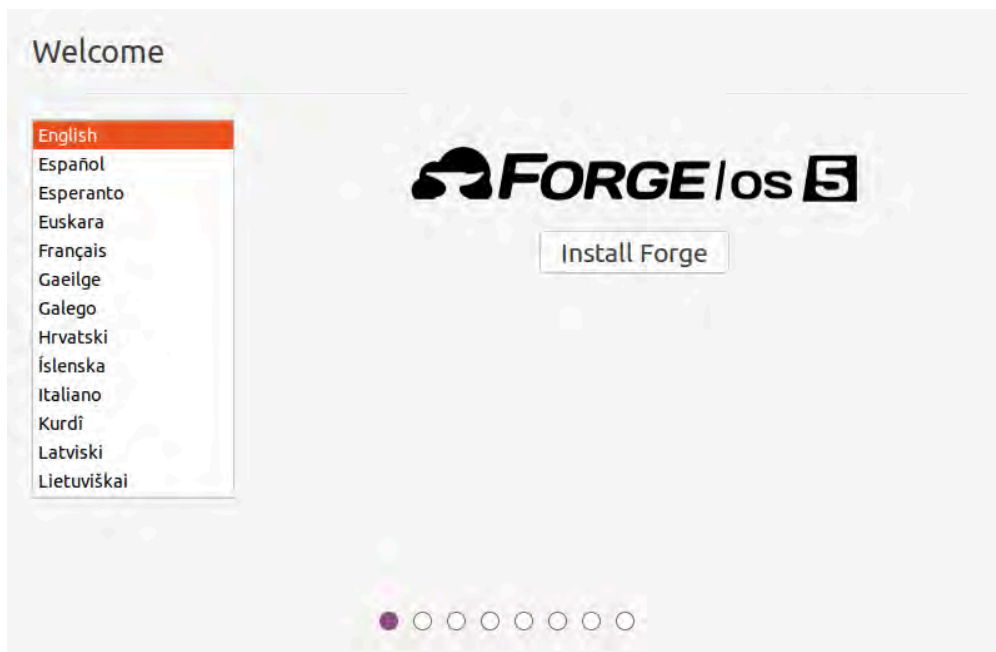 Welcome
English
Español
Esperanto
Euskara
Français
Gaeilge
Galego
Hrvatski
Íslenska
Italiano
Kurdî
Latviski
Lietuviškai
FORGE/os 5
Install Forge